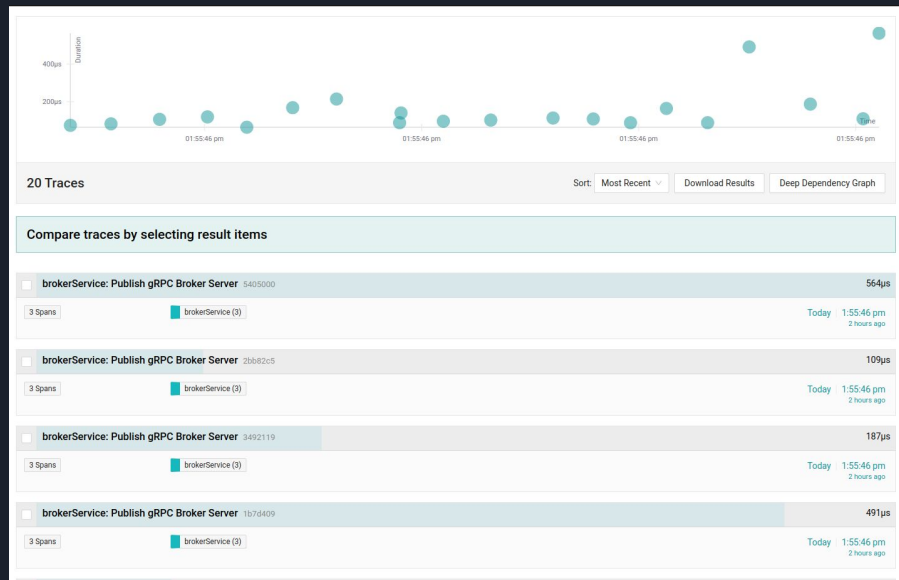 Duration
400μs
200μs
Time
01:55:46 pm 01:55:46 pm 01:55:46 pm 01:55:46 pm
20 Traces Sort: Most Recent Download Results Deep Dependency Graph
Compare traces by selecting result items
brokerService: Publish gRPC Broker Server 5405000 564μs
3 Spans brokerService (3) Today 1:55:46 pm
2 hours ago
brokerService: Publish gRPC Broker Server 2bb82c5 109μs
3 Spans brokerService (3) Today 1:55:46 pm
2 hours ago
brokerService: Publish gRPC Broker Server 3492119 187μs
3 Spans brokerService (3) Today 1:55:46 pm
2 hours ago
brokerService: Publish gRPC Broker Server 1b7d409 491μs
3 Spans brokerService (3) Today 1:55:46 pm
2 hours ago